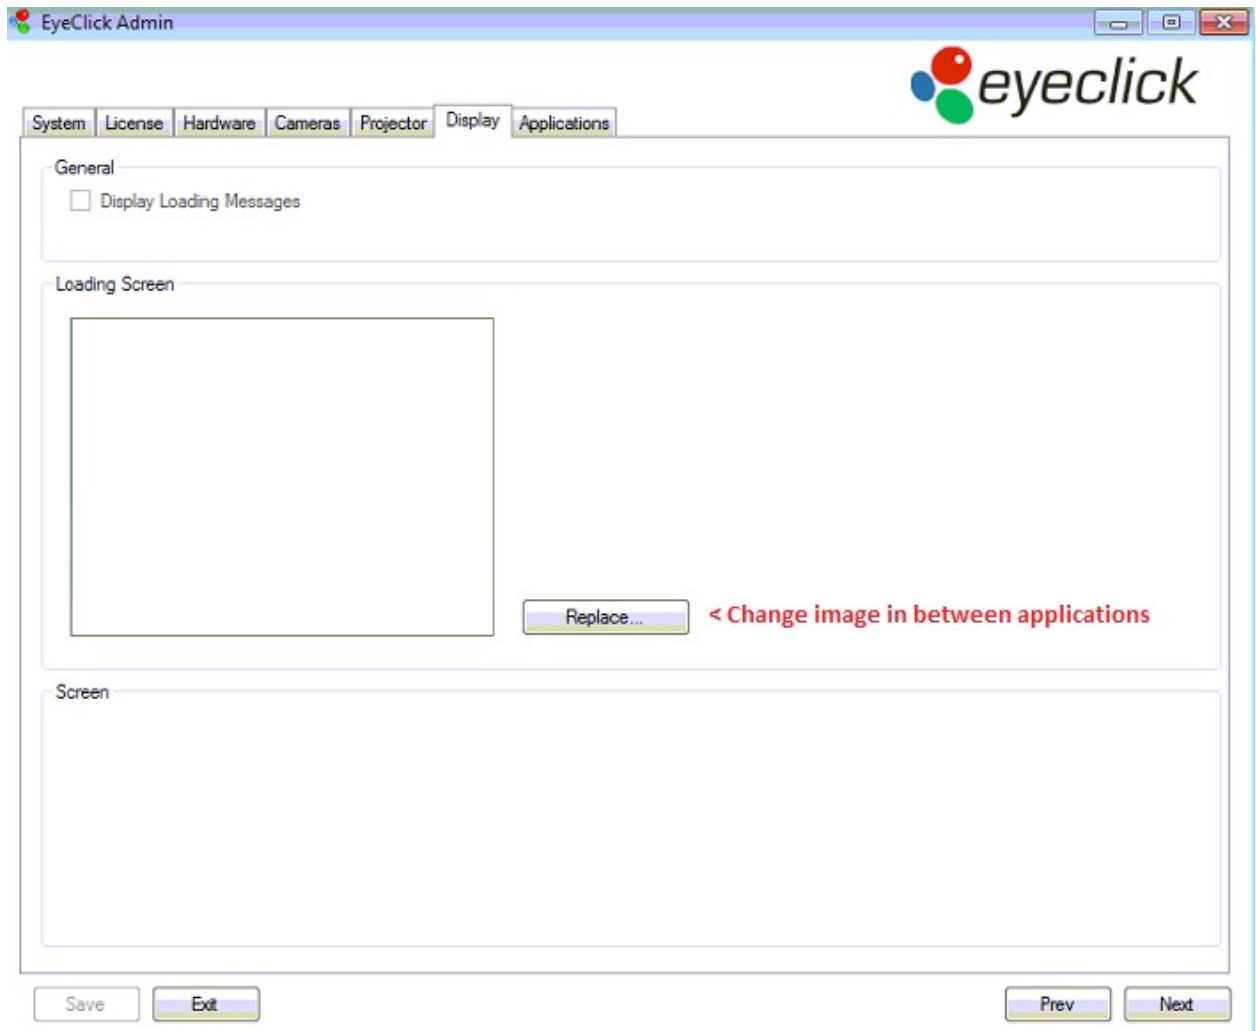 EyeClick Admin
eyeclick
System License Hardware Cameras Projector Display Applications
General
Display Loading Messages
Loading Screen
Replace... < Change image in between applications
Screen
Save Exit Prev Next